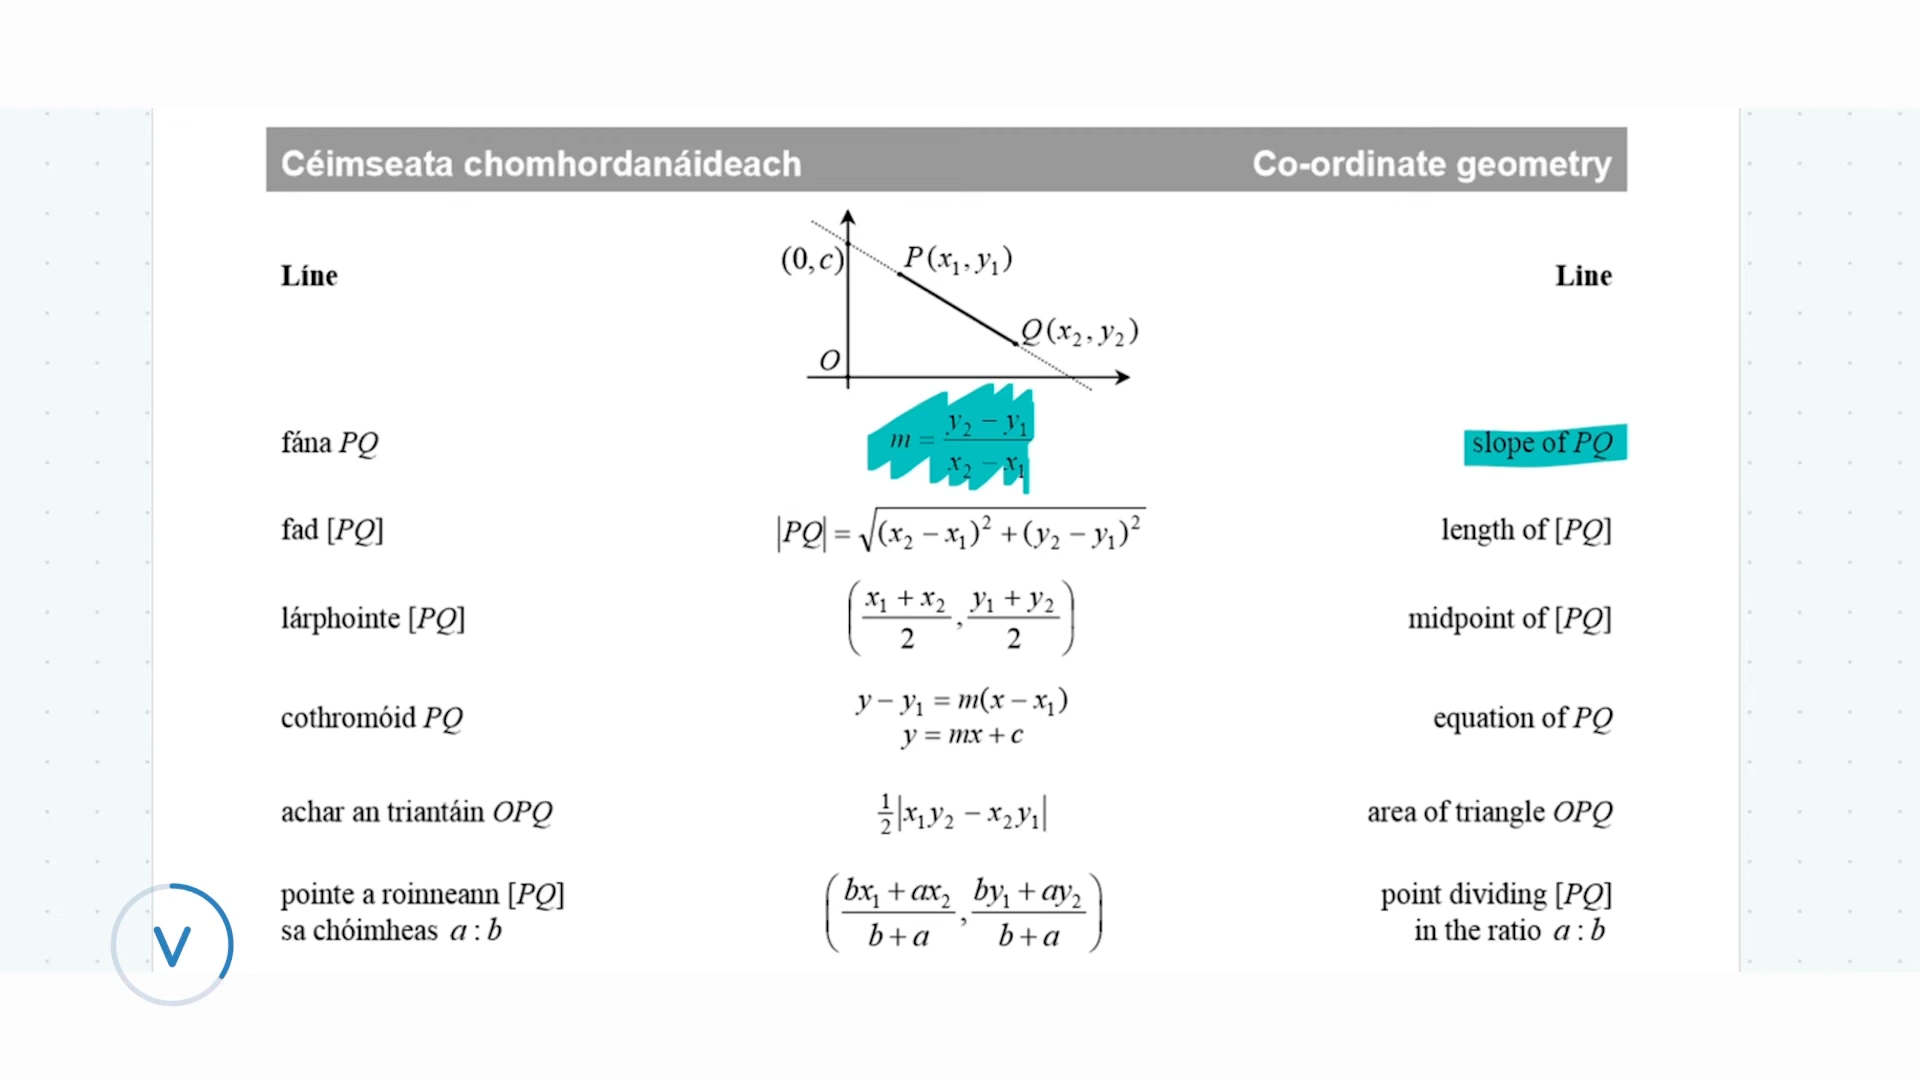 Céimseata chomhordanáideach Co-ordinate geometry
(0, c) P(x₁, y₁)
Líne Line
Q(x₂, y₂)
O
fána PQ m = (y₂ − y₁)/(x₂ − x₁) slope of PQ
fad [PQ] |PQ| = √((x₂ − x₁)² + (y₂ − y₁)²) length of [PQ]
lárphointe [PQ] ((x₁ + x₂)/2, (y₁ + y₂)/2) midpoint of [PQ]
cothromóid PQ y − y₁ = m(x − x₁) equation of PQ
y = mx + c
achar an triantáin OPQ ½|x₁y₂ − x₂y₁| area of triangle OPQ
pointe a roinneann [PQ] ((bx₁ + ax₂)/(b + a), (by₁ + ay₂)/(b + a)) point dividing [PQ]
sa chóimheas a : b in the ratio a : b
V